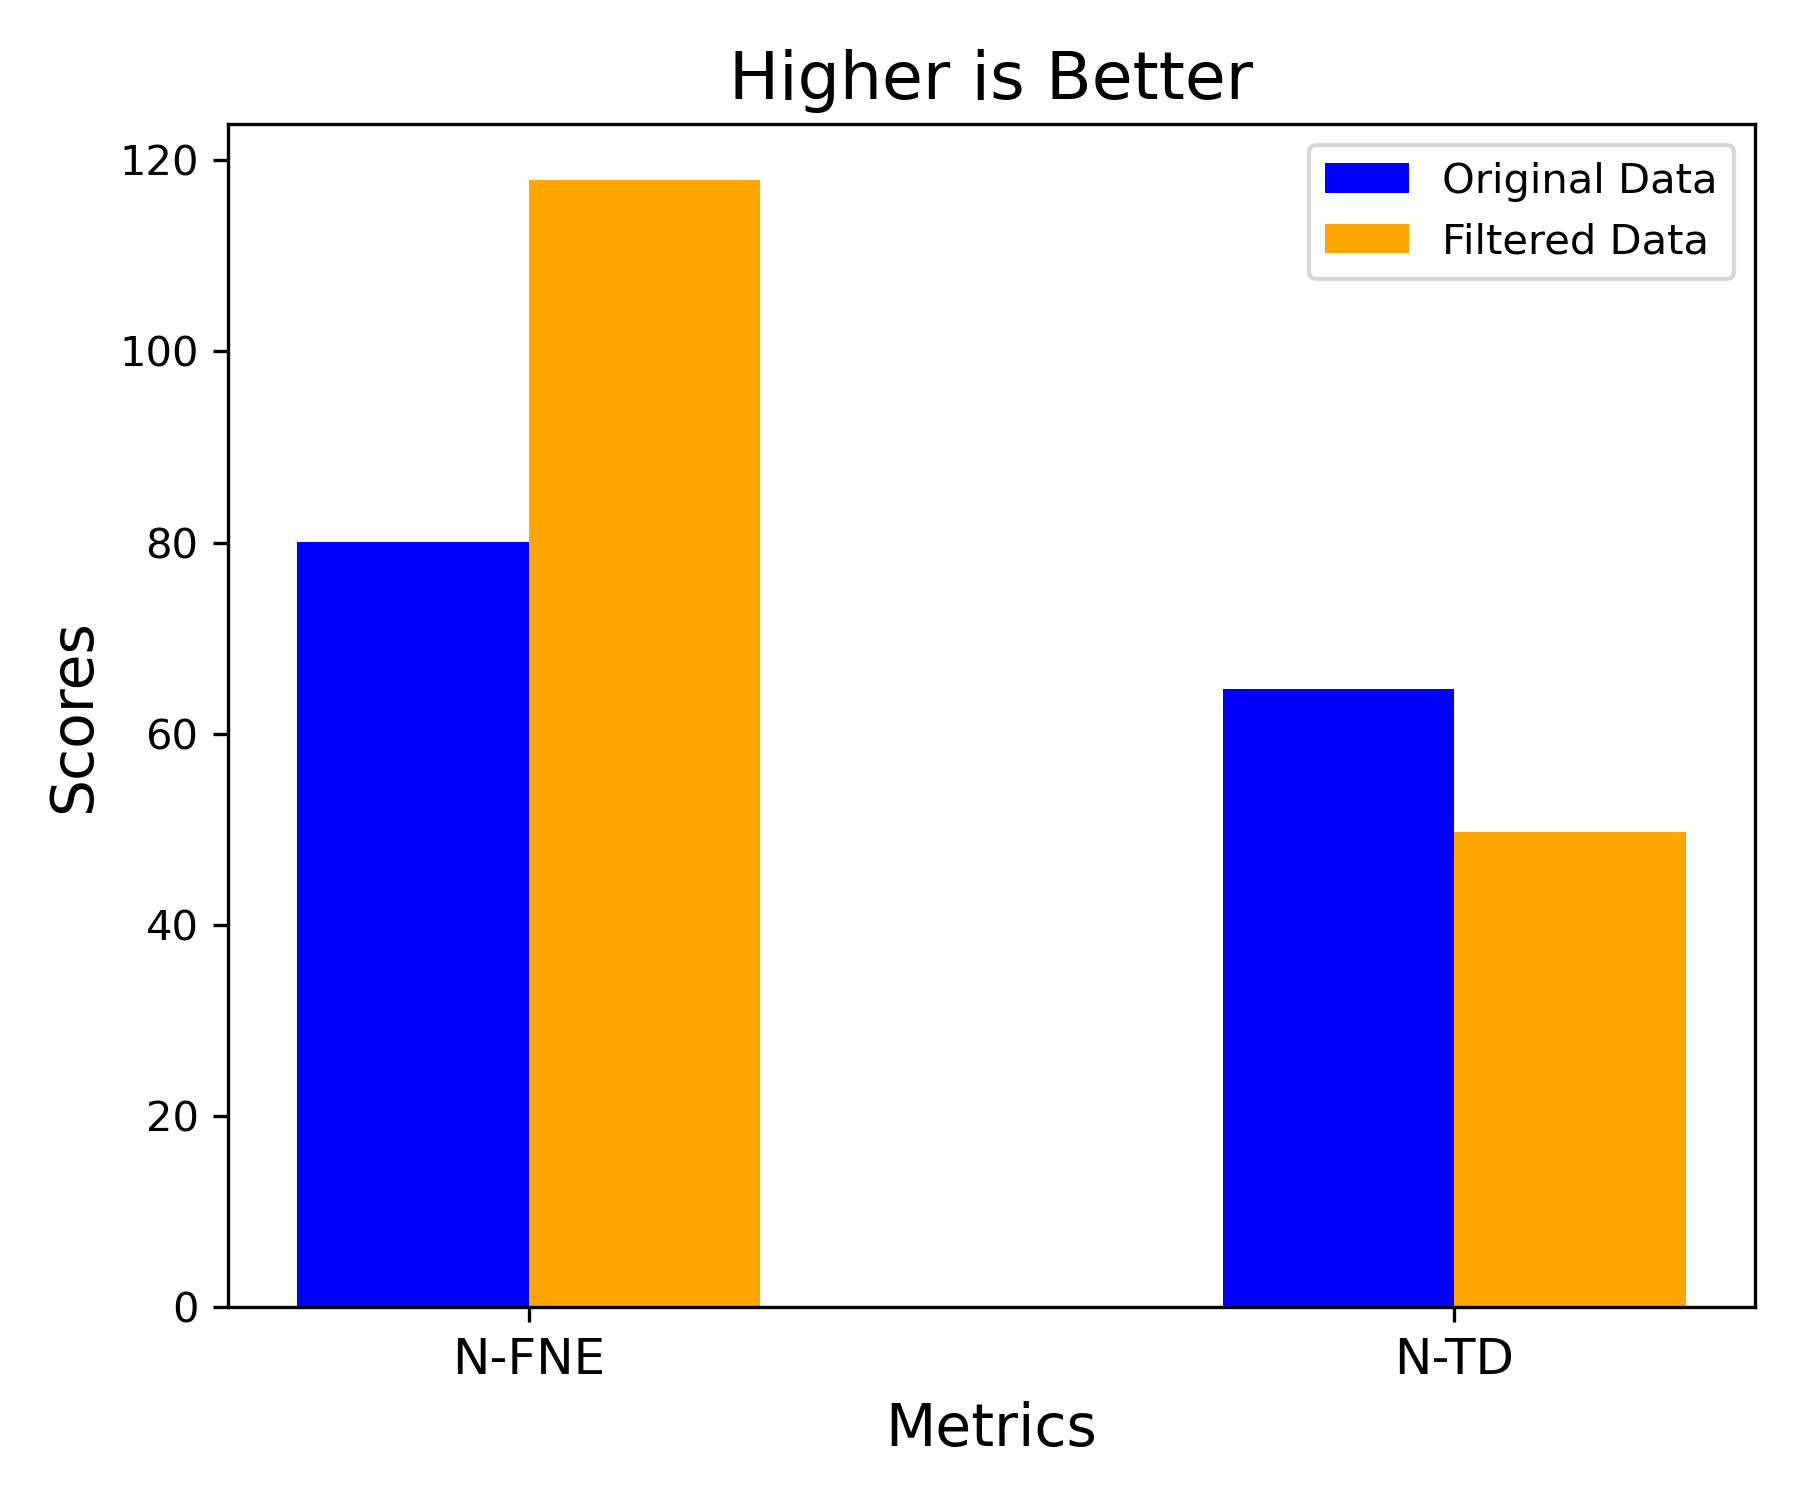 Higher is Better
Original Data
Filtered Data
120
100
80
60
40
20
0
Scores
N-FNE
N-TD
Metrics